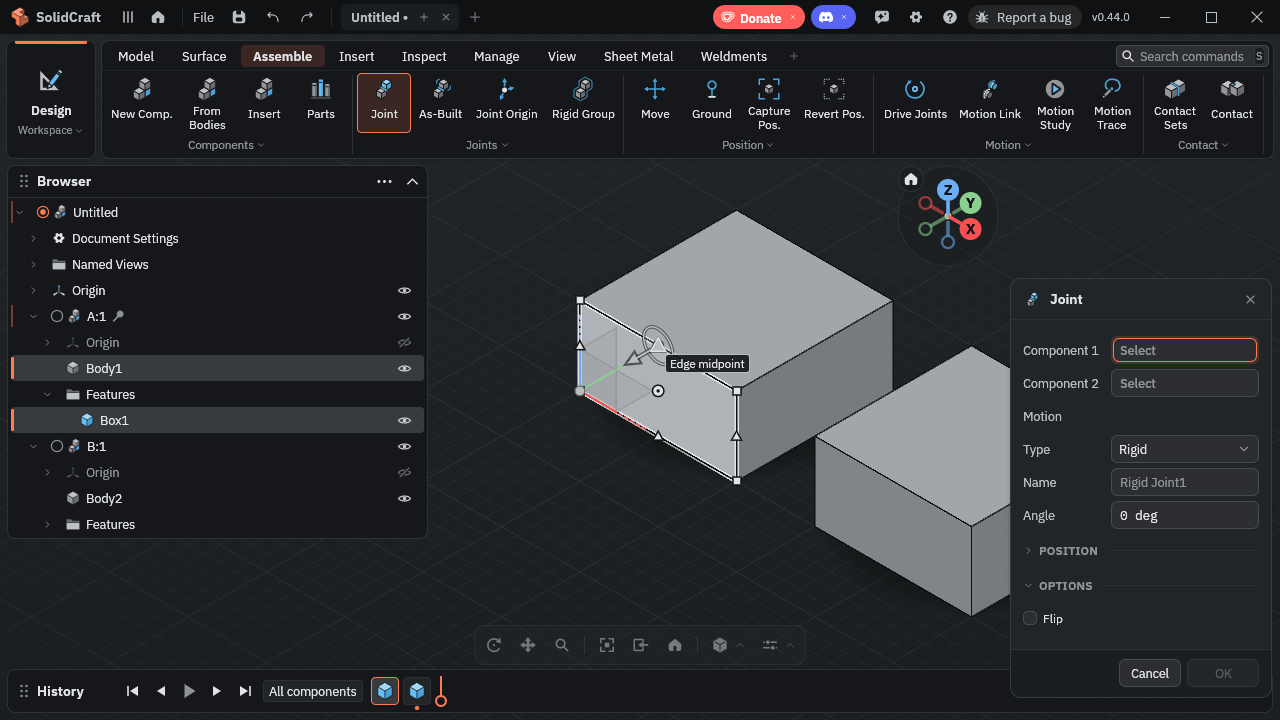 SolidCraft
File
Untitled •
Donate
Report a bug
v0.44.0
Design
Workspace
Model
Surface
Assemble
Insert
Inspect
Manage
View
Sheet Metal
Weldments
Search commands
S
New Comp.
From Bodies
Insert
Parts
Joint
As-Built
Joint Origin
Rigid Group
Move
Ground
Capture Pos.
Revert Pos.
Drive Joints
Motion Link
Motion Study
Motion Trace
Contact Sets
Contact
Components
Joints
Position
Motion
Contact
Browser
Untitled
Document Settings
Named Views
Origin
A:1
Origin
Body1
Features
Box1
B:1
Origin
Body2
Features
Z
Y
X
Edge midpoint
Joint
Component 1
Select
Component 2
Select
Motion
Type
Rigid
Name
Rigid Joint1
Angle
0 deg
POSITION
OPTIONS
Flip
Cancel
OK
History
All components